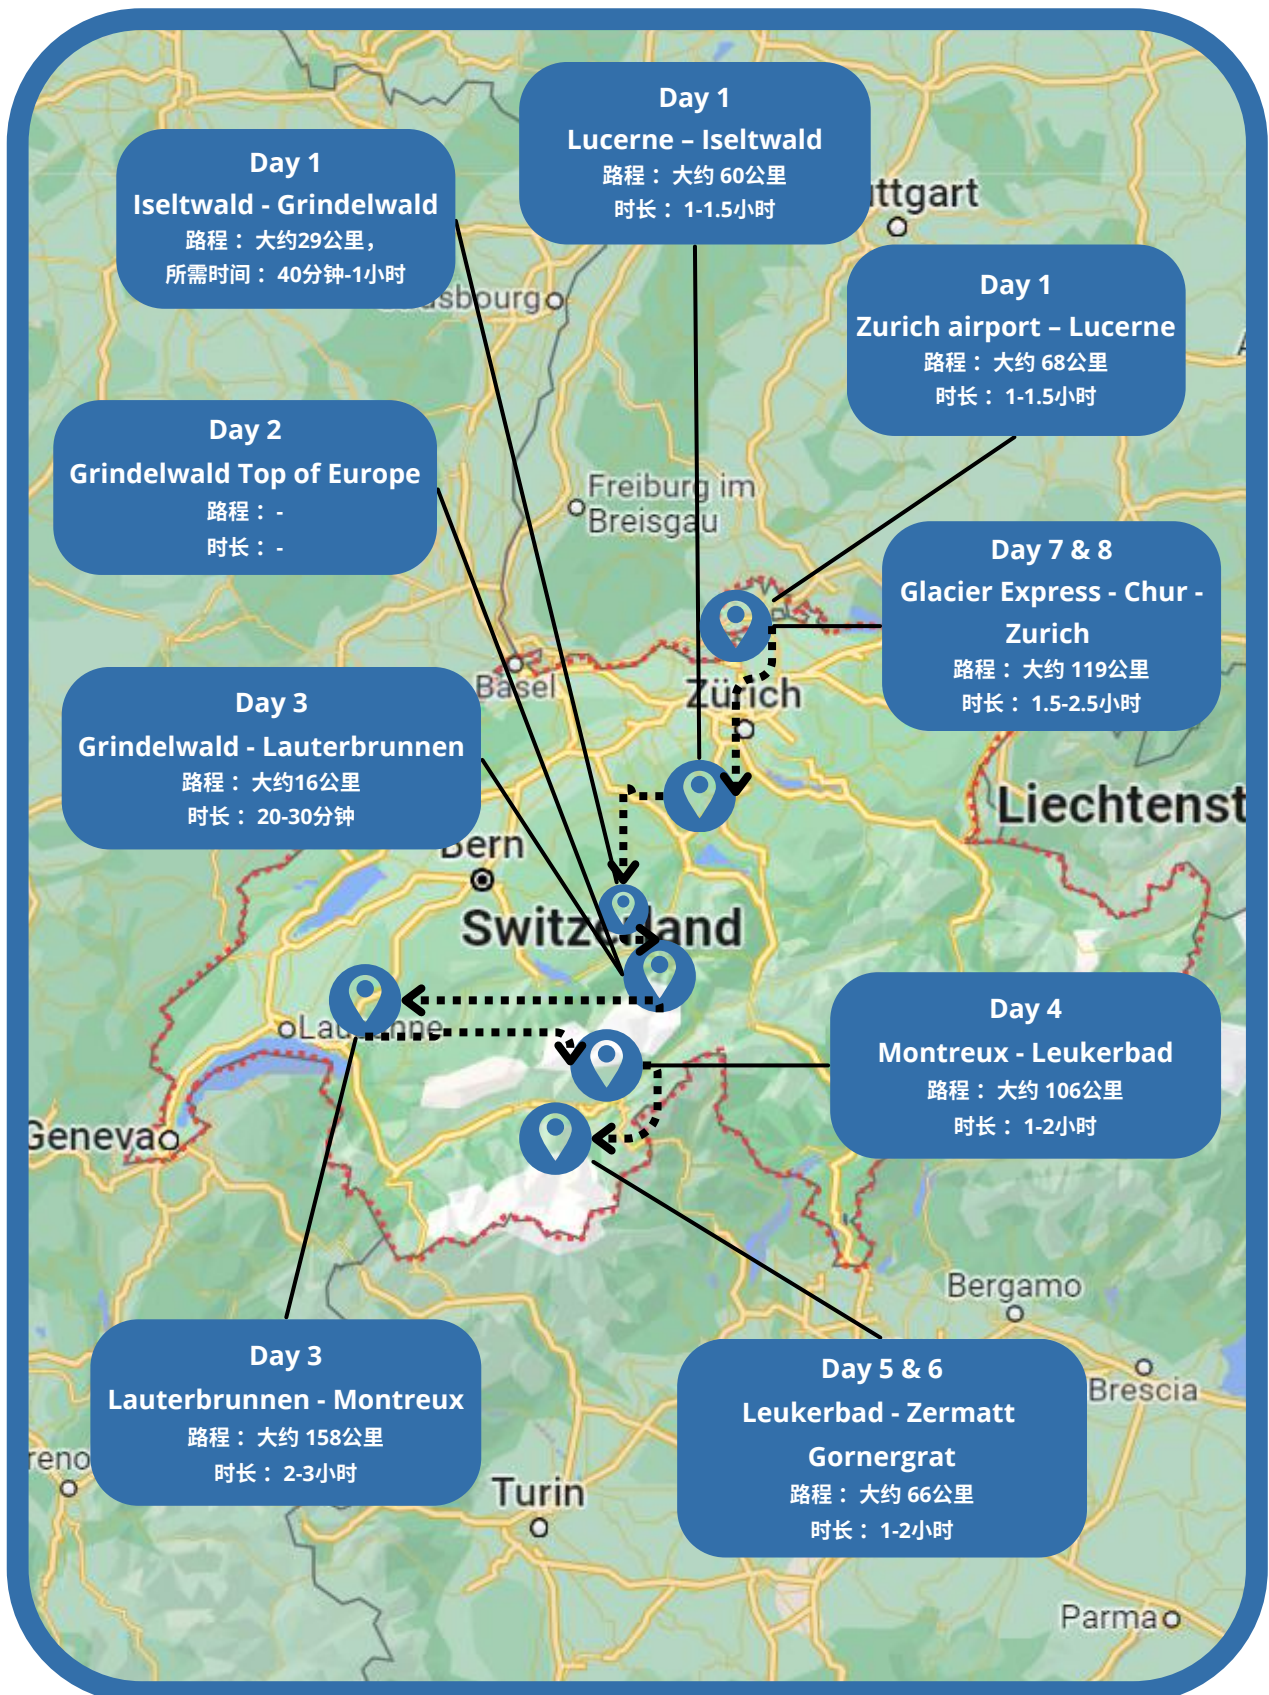 Day 1
Lucerne – Iseltwald
路程： 大约 60公里
时长： 1-1.5小时
Day 1
Iseltwald - Grindelwald
路程： 大约29公里，
所需时间： 40分钟-1小时
uttgart
Day 1
Zurich airport – Lucerne
路程： 大约 68公里
时长： 1-1.5小时
asbourg
Day 2
Grindelwald Top of Europe
路程： -
时长： -
Freiburg im
Breisgau
Day 7 & 8
Glacier Express - Chur -
Zurich
路程： 大约 119公里
时长： 1.5-2.5小时
Basel
Zürich
Day 3
Grindelwald - Lauterbrunnen
路程： 大约16公里
时长： 20-30分钟
Liechtenst
Bern
Switzerland
Lausanne
Day 4
Montreux - Leukerbad
路程： 大约 106公里
时长： 1-2小时
Geneva
Bergamo
Day 3
Lauterbrunnen - Montreux
路程： 大约 158公里
时长： 2-3小时
Day 5 & 6
Leukerbad - Zermatt
Gornergrat
路程： 大约 66公里
时长： 1-2小时
Brescia
reno
Turin
Parma